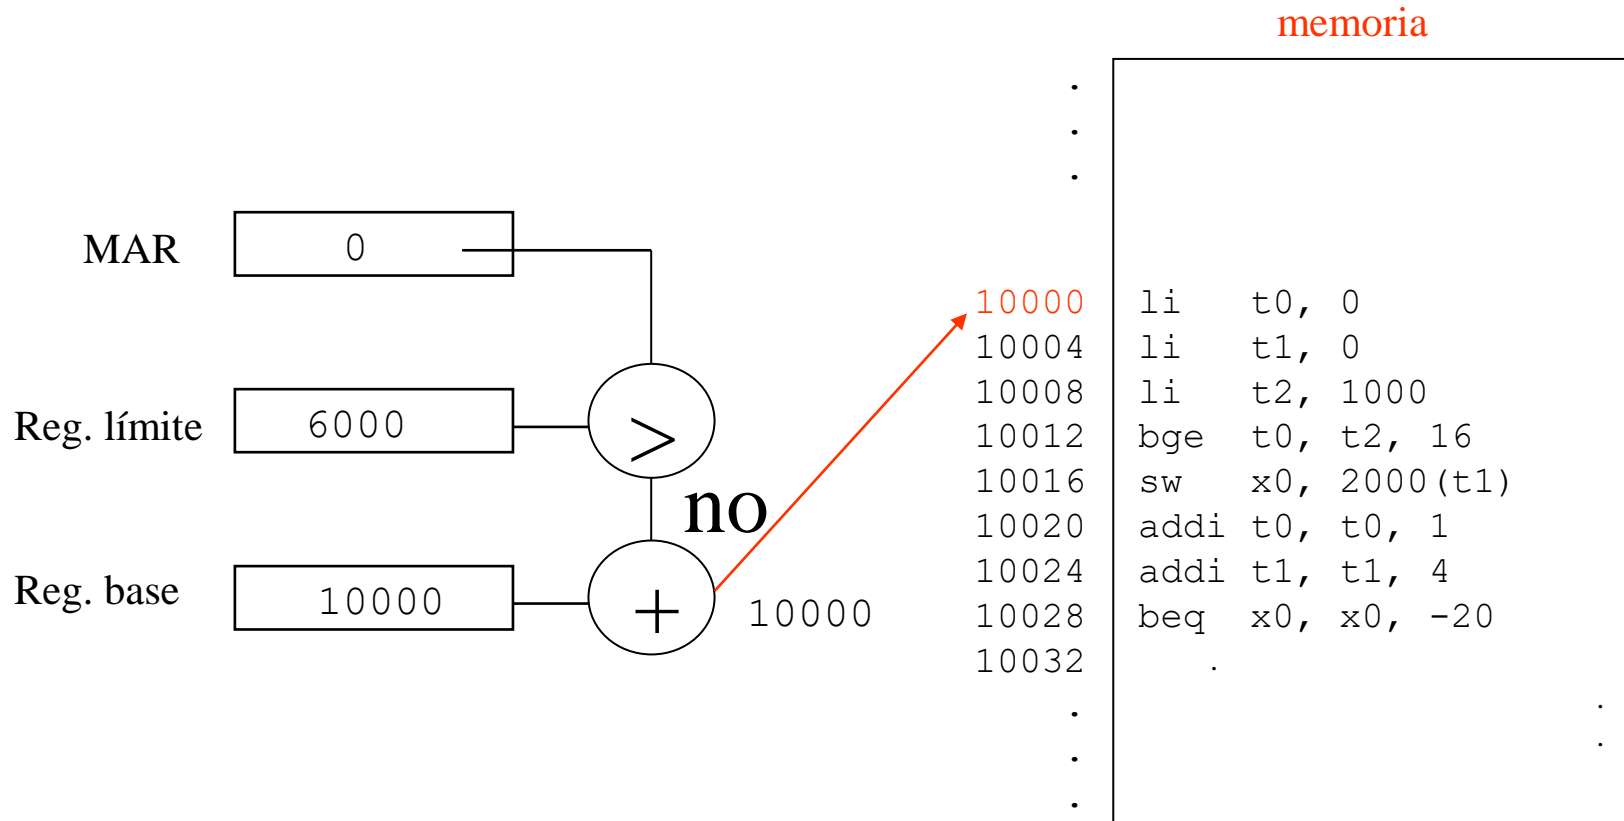 memoria
.
.
.
MAR 0
10000 li t0, 0
10004 li t1, 0
10008 li t2, 1000
Reg. límite 6000 >
10012 bge t0, t2, 16
10016 sw x0, 2000(t1)
no
10020 addi t0, t0, 1
10024 addi t1, t1, 4
Reg. base 10000 + 10000
10028 beq x0, x0, -20
10032 .
. .
. .
.